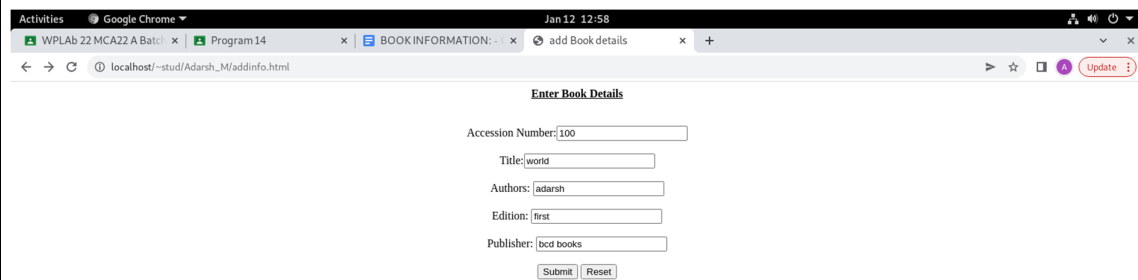 Activities Google Chrome Jan 12 12:58
WPLAb 22 MCA22 A Batch Program 14 BOOK INFORMATION: - G add Book details
localhost/~stud/Adarsh_M/addinfo.html A Update
Enter Book Details
Accession Number: 100
Title: world
Authors: adarsh
Edition: first
Publisher: bcd books
Submit Reset